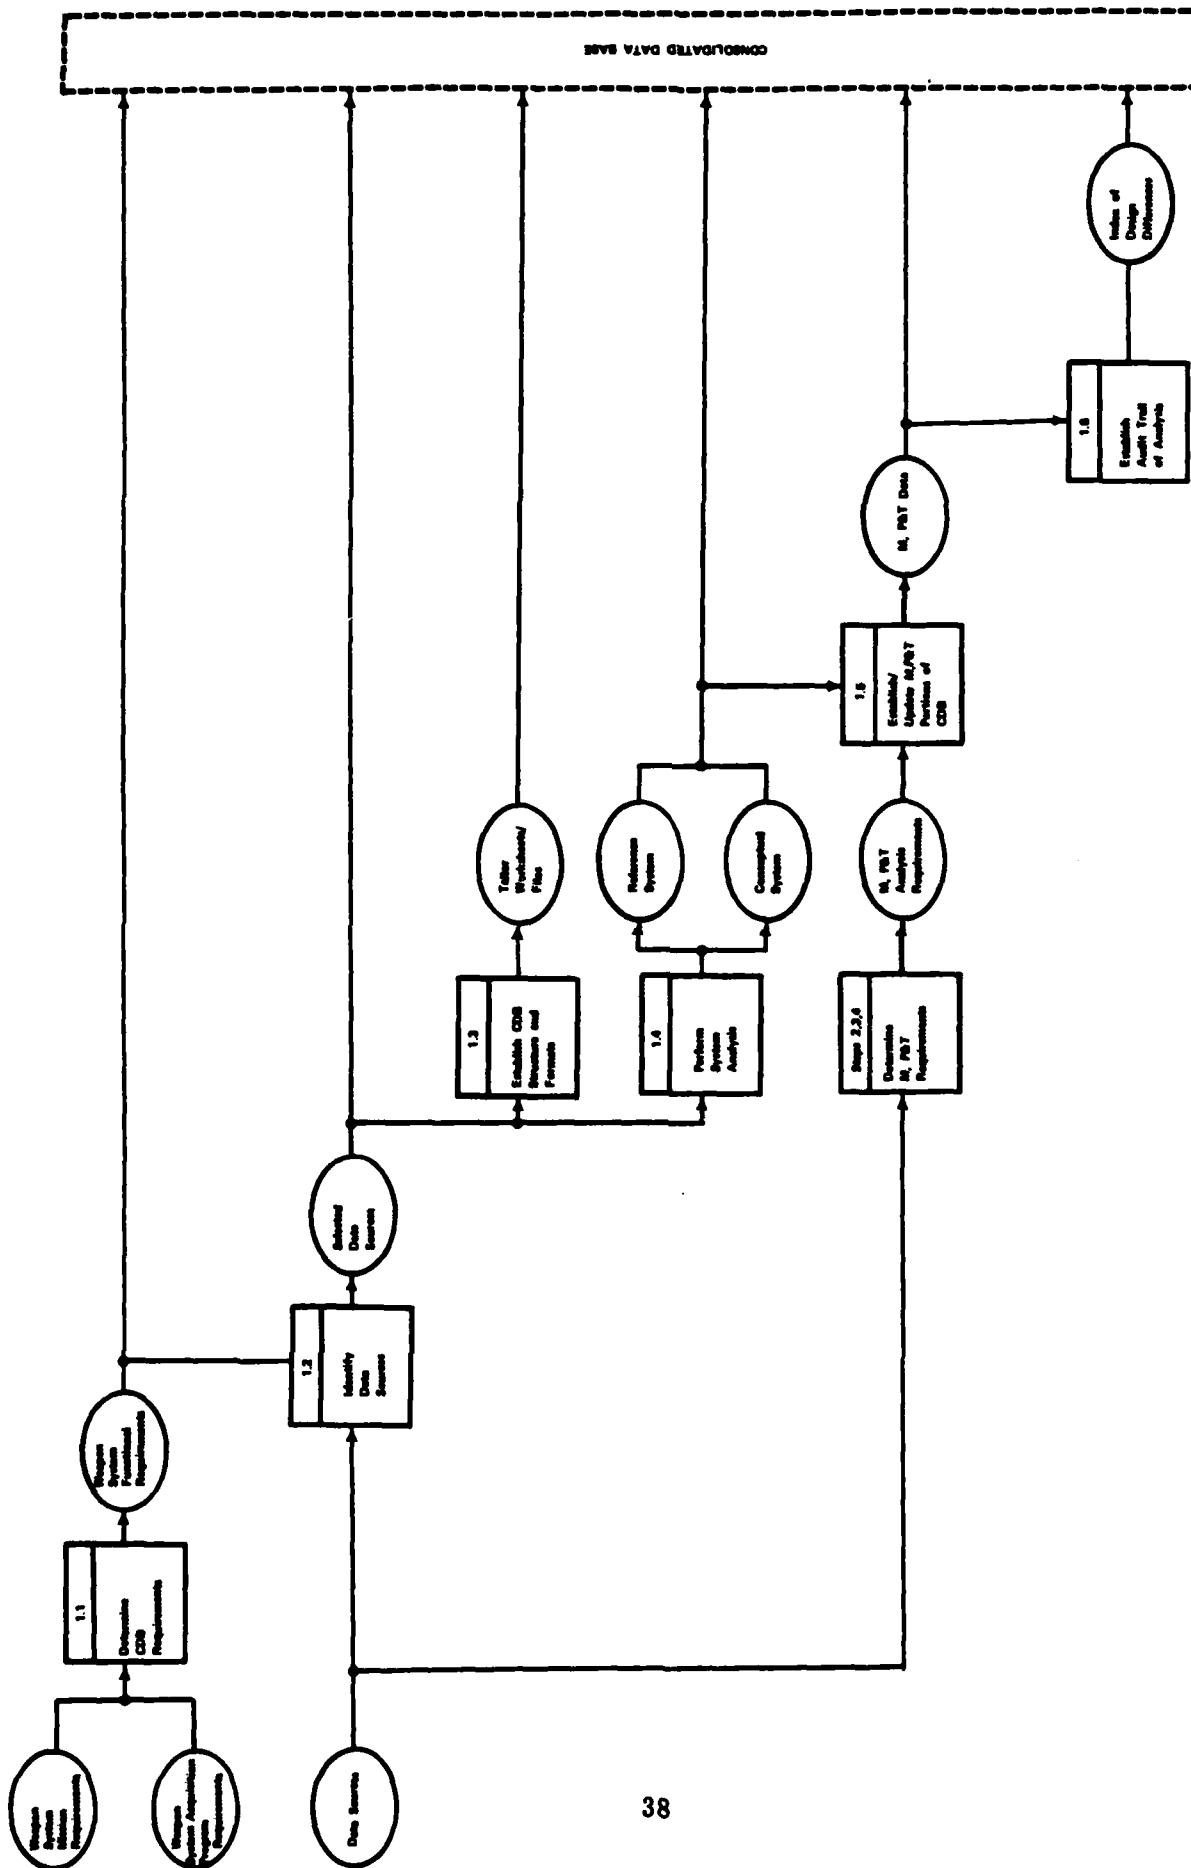 Weapon
System
Mission
Requirements
Weapon
System Acquisition
Program
Requirements
1.1
Determine
CDB
Requirements
Weapon
System
Functional
Requirements
Data Sources
1.2
Identify
Data
Sources
Selected
Data
Sources
1.3
Establish CDB
Structure and
Formats
Tailor
Worksheets/
Files
1.4
Perform
System
Analysis
Reference
System
Conceptual
System
Steps 2,3,4
Determine
M, P&T
Requirements
M, P&T
Analysis
Requirements
1.5
Establish/
Update M,P&T
Portions of
CDB
M, P&T Data
1.6
Establish
Audit Trail
of Analysis
Index of
Design
Differences
CONSOLIDATED DATA BASE
38